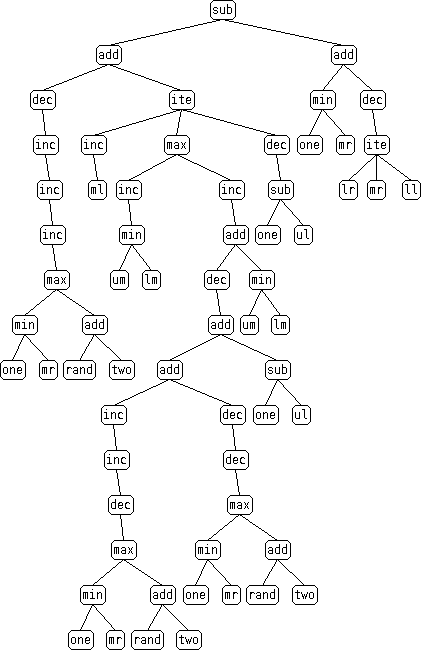 sub
add add
dec ite min dec
inc inc max dec one mr ite
inc ml inc inc sub lr mr ll
inc min add one ul
max um lm dec min
min add add um lm
one mr rand two add sub
inc dec one ul
inc dec
dec max
max min add
min add one mr rand two
one mr rand two